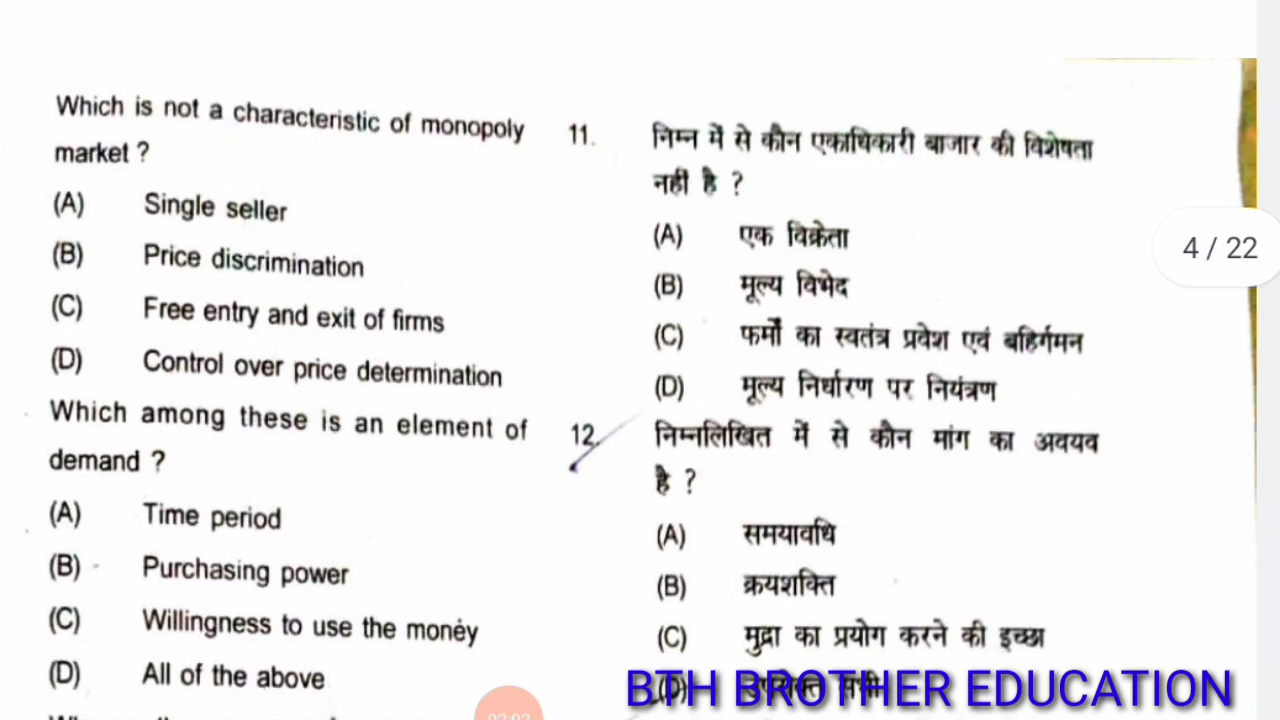 Which is not a characteristic of monopoly
market ?
(A) Single seller
(B) Price discrimination
(C) Free entry and exit of firms
(D) Control over price determination
Which among these is an element of
demand ?
(A) Time period
(B) Purchasing power
(C) Willingness to use the money
(D) All of the above
11. निम्न में से कौन एकाधिकारी बाजार की विशेषता
नहीं है ?
(A) एक विक्रेता
(B) मूल्य विभेद
(C) फर्मों का स्वतंत्र प्रवेश एवं बहिर्गमन
(D) मूल्य निर्धारण पर नियंत्रण
12. निम्नलिखित में से कौन मांग का अवयव
है ?
(A) समयावधि
(B) क्रयशक्ति
(C) मुद्रा का प्रयोग करने की इच्छा
(D)
BTH BROTHER EDUCATION
4 / 22